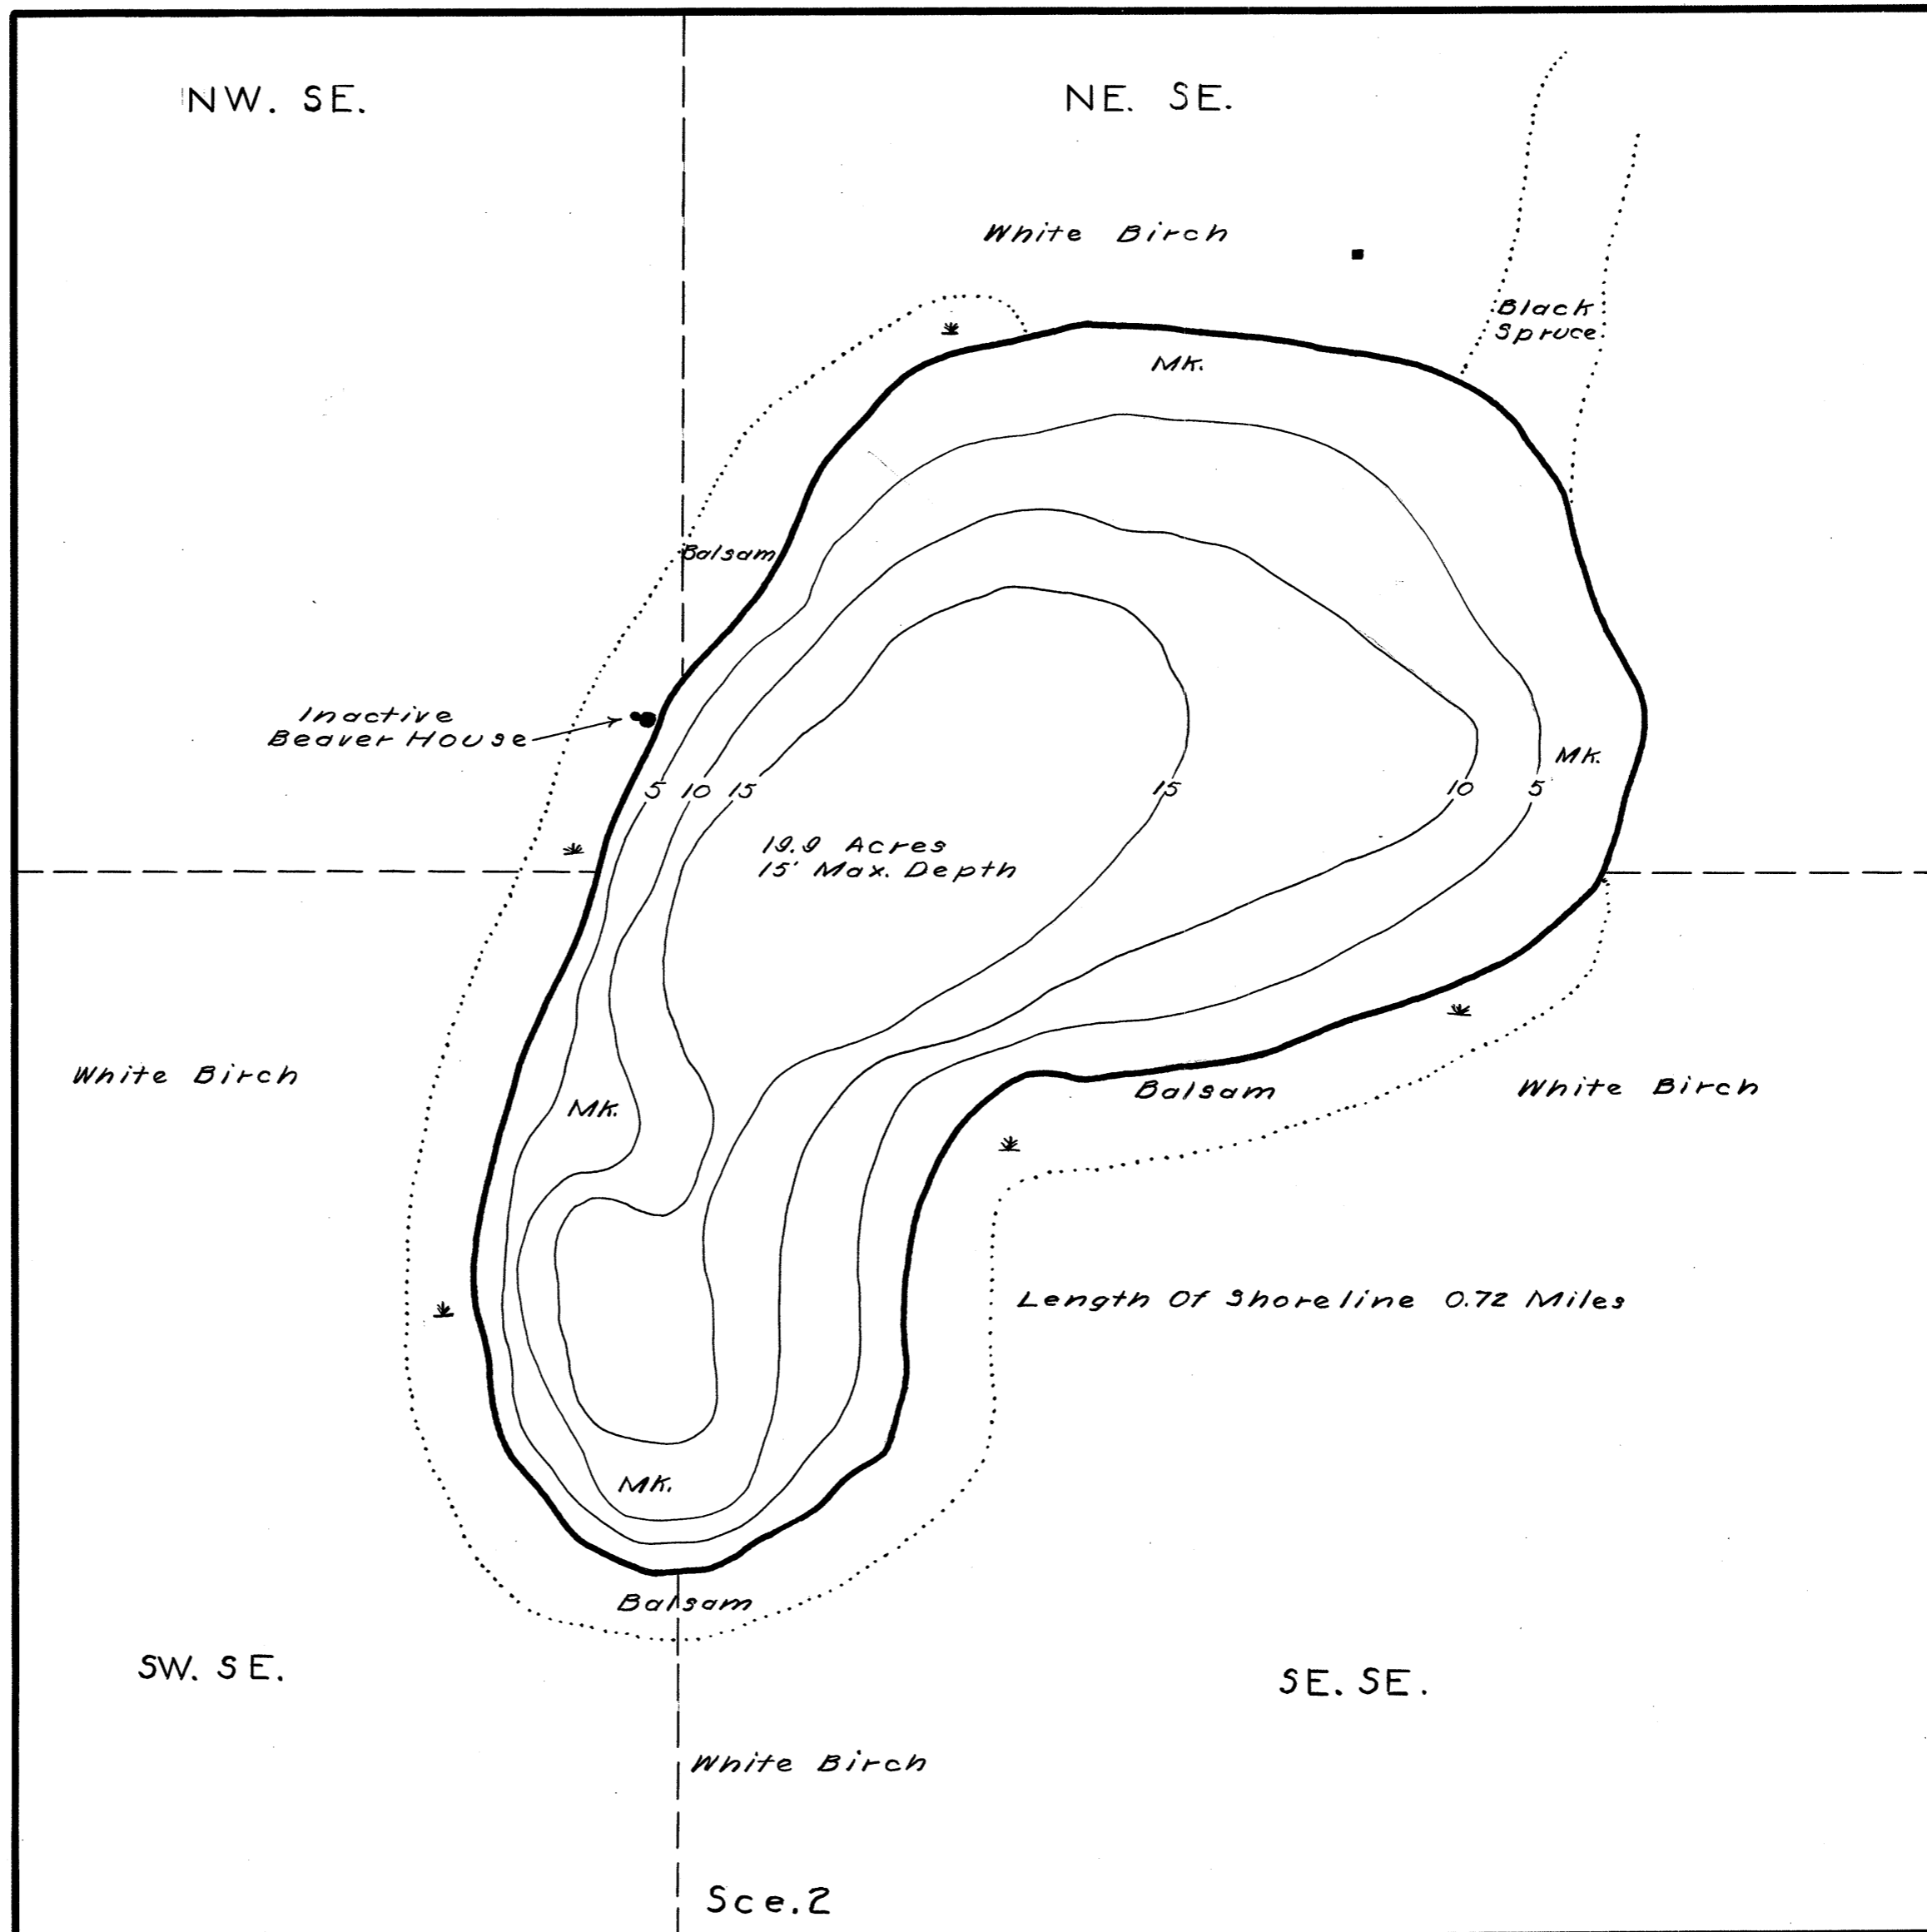 NW. SE.
NE. SE.
White Birch
Black
Spruce
Mk.
Balsam
Inactive
Beaver House
Mk.
5 10 15
15
10
5
19.9 Acres
15' Max. Depth
White Birch
Mk.
Balsam
White Birch
Length Of Shoreline 0.72 Miles
Mk.
Balsam
SW. SE.
SE. SE.
White Birch
Sce.2